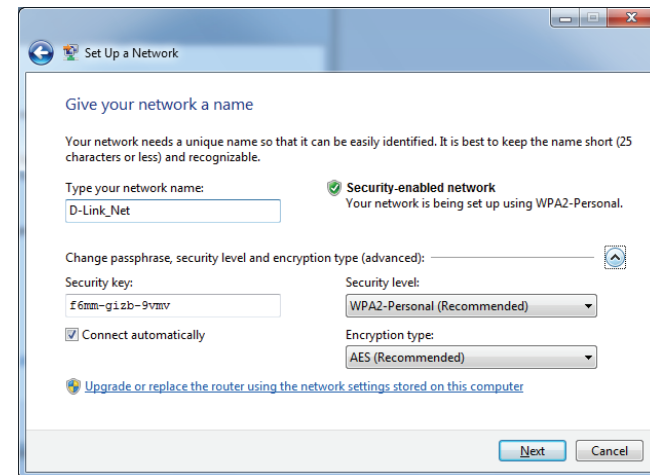 Set Up a Network
Give your network a name
Your network needs a unique name so that it can be easily identified. It is best to keep the name short (25
characters or less) and recognizable.
Type your network name:
D-Link_Net
Security-enabled network
Your network is being set up using WPA2-Personal.
Change passphrase, security level and encryption type (advanced):
Security key:
f6mm-gizb-9vmv
Security level:
WPA2-Personal (Recommended)
Connect automatically
Encryption type:
AES (Recommended)
Upgrade or replace the router using the network settings stored on this computer
Next
Cancel